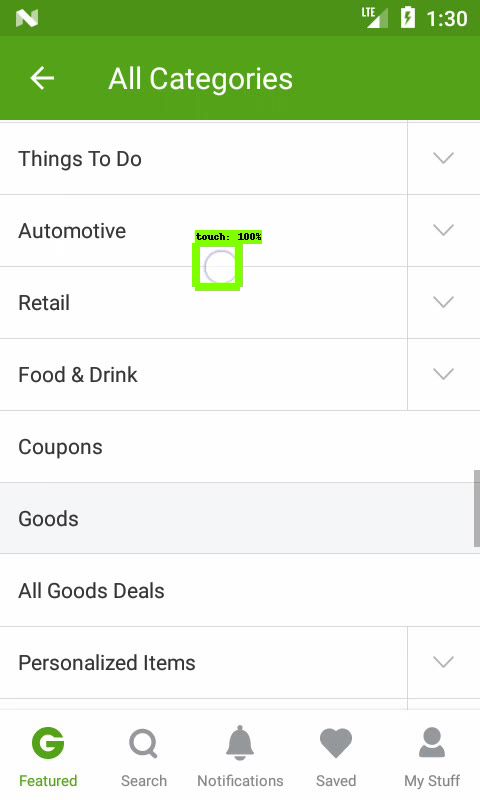 LTE 1:30
All Categories
Things To Do
Automotive
touch: 100%
Retail
Food & Drink
Coupons
Goods
All Goods Deals
Personalized Items
G
Featured Search Notifications Saved My Stuff